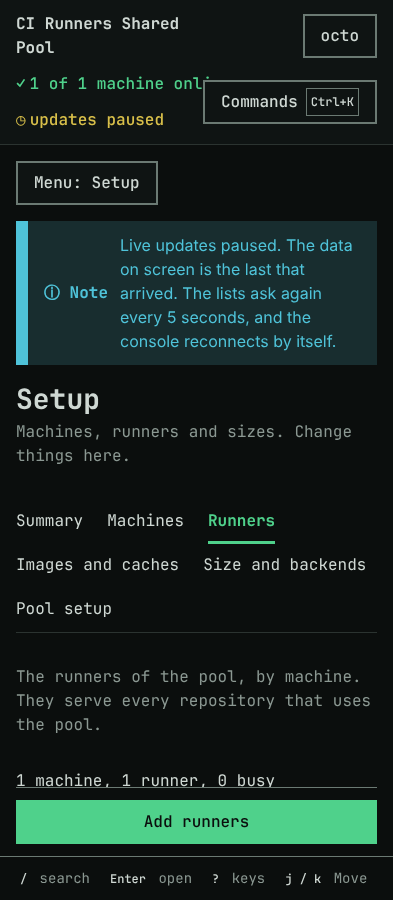 CI Runners Shared
Pool
octo
✓ 1 of 1 machine onli
Commands Ctrl+K
◷ updates paused
Menu: Setup
ⓘ Note
Live updates paused. The data
on screen is the last that
arrived. The lists ask again
every 5 seconds, and the
console reconnects by itself.
Setup
Machines, runners and sizes. Change
things here.
Summary Machines Runners
Images and caches Size and backends
Pool setup
The runners of the pool, by machine.
They serve every repository that uses
the pool.
1 machine, 1 runner, 0 busy
Add runners
/ search Enter open ? keys j / k Move